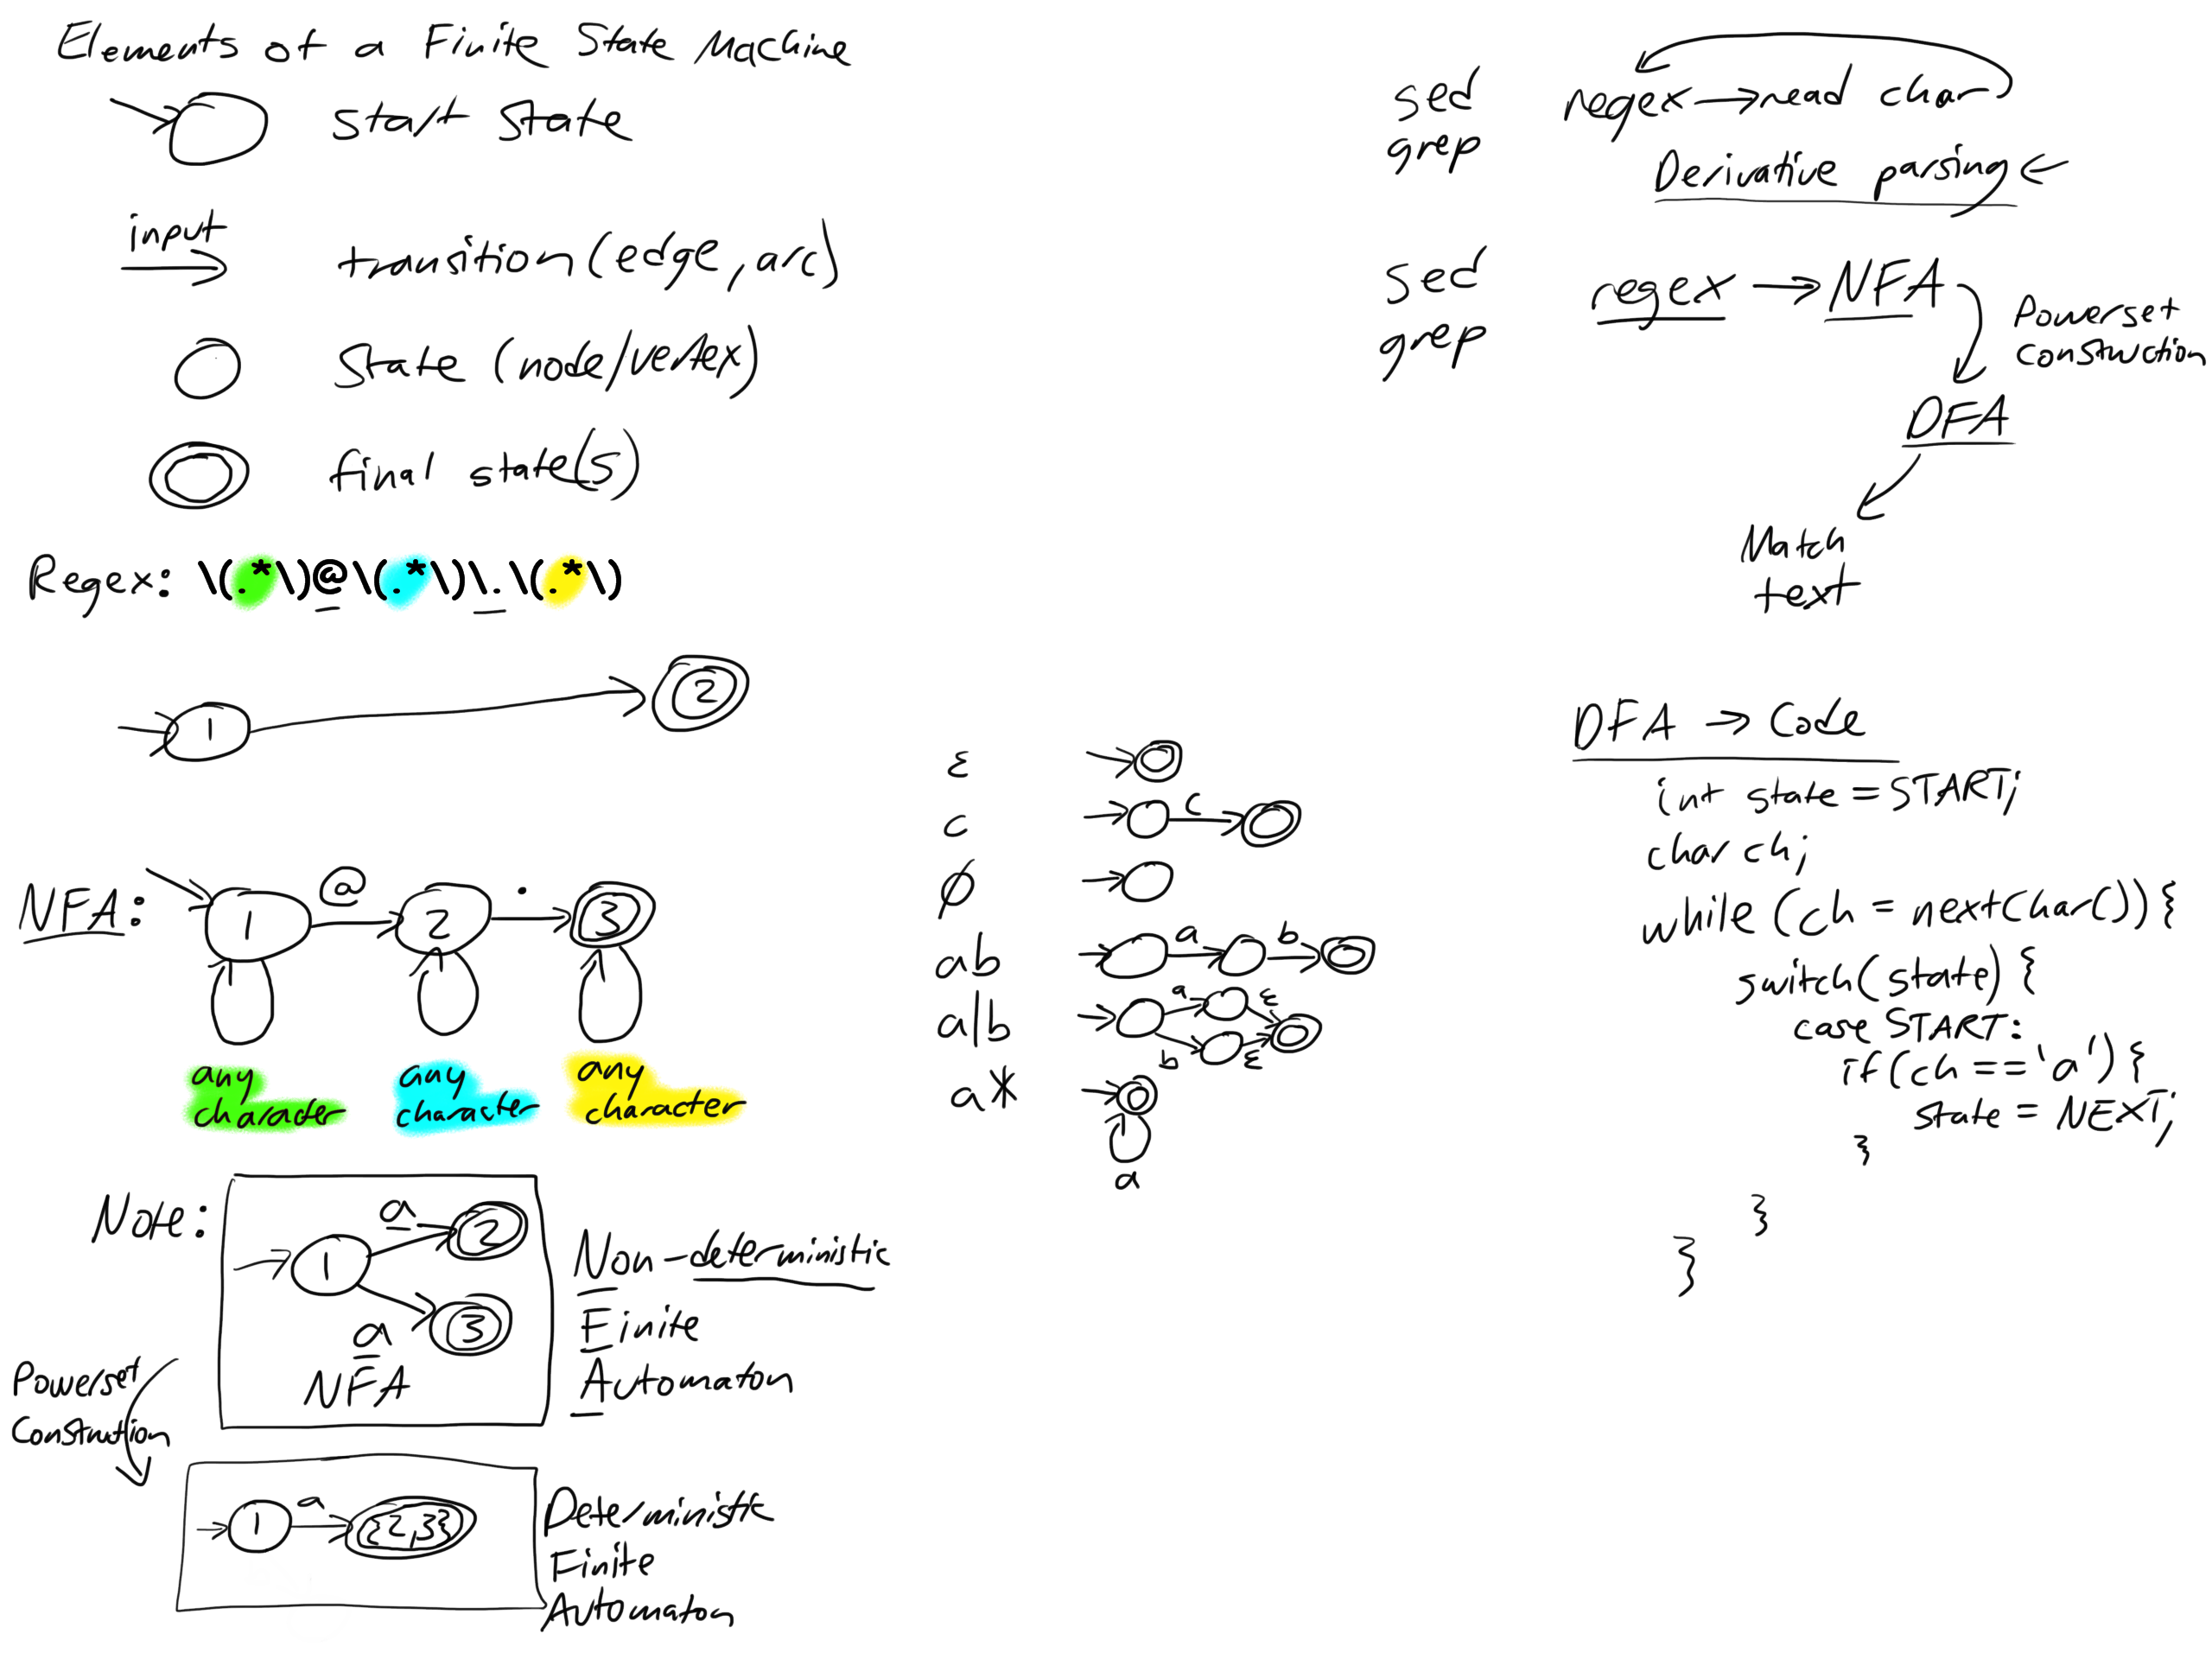 Elements of a Finite State Machine
start state
input
transition (edge, arc)
state (node/vertex)
final state(s)
Regex: \(.*\)@\(.*\)\.\(.*\)
1
2
NFA:
@
.
1
2
3
any
character
any
character
any
character
Note:
a
1
2
3
a
NFA
Non-deterministic
Finite
Automaton
Powerset
Construction
1
a
{2,3}
Deterministic
Finite
Automaton
ε
c
c
∅
ab
a
b
a|b
a
ε
b
ε
a*
a
sed
grep
regex → read char
Derivative parsing ←
sed
grep
regex → NFA
Powerset
construction
DFA
Match
text
DFA → Code
int state = START;
char ch;
while (ch = nextChar()) {
switch(state) {
case START:
if(ch == 'a') {
state = NEXT;
}
}
}